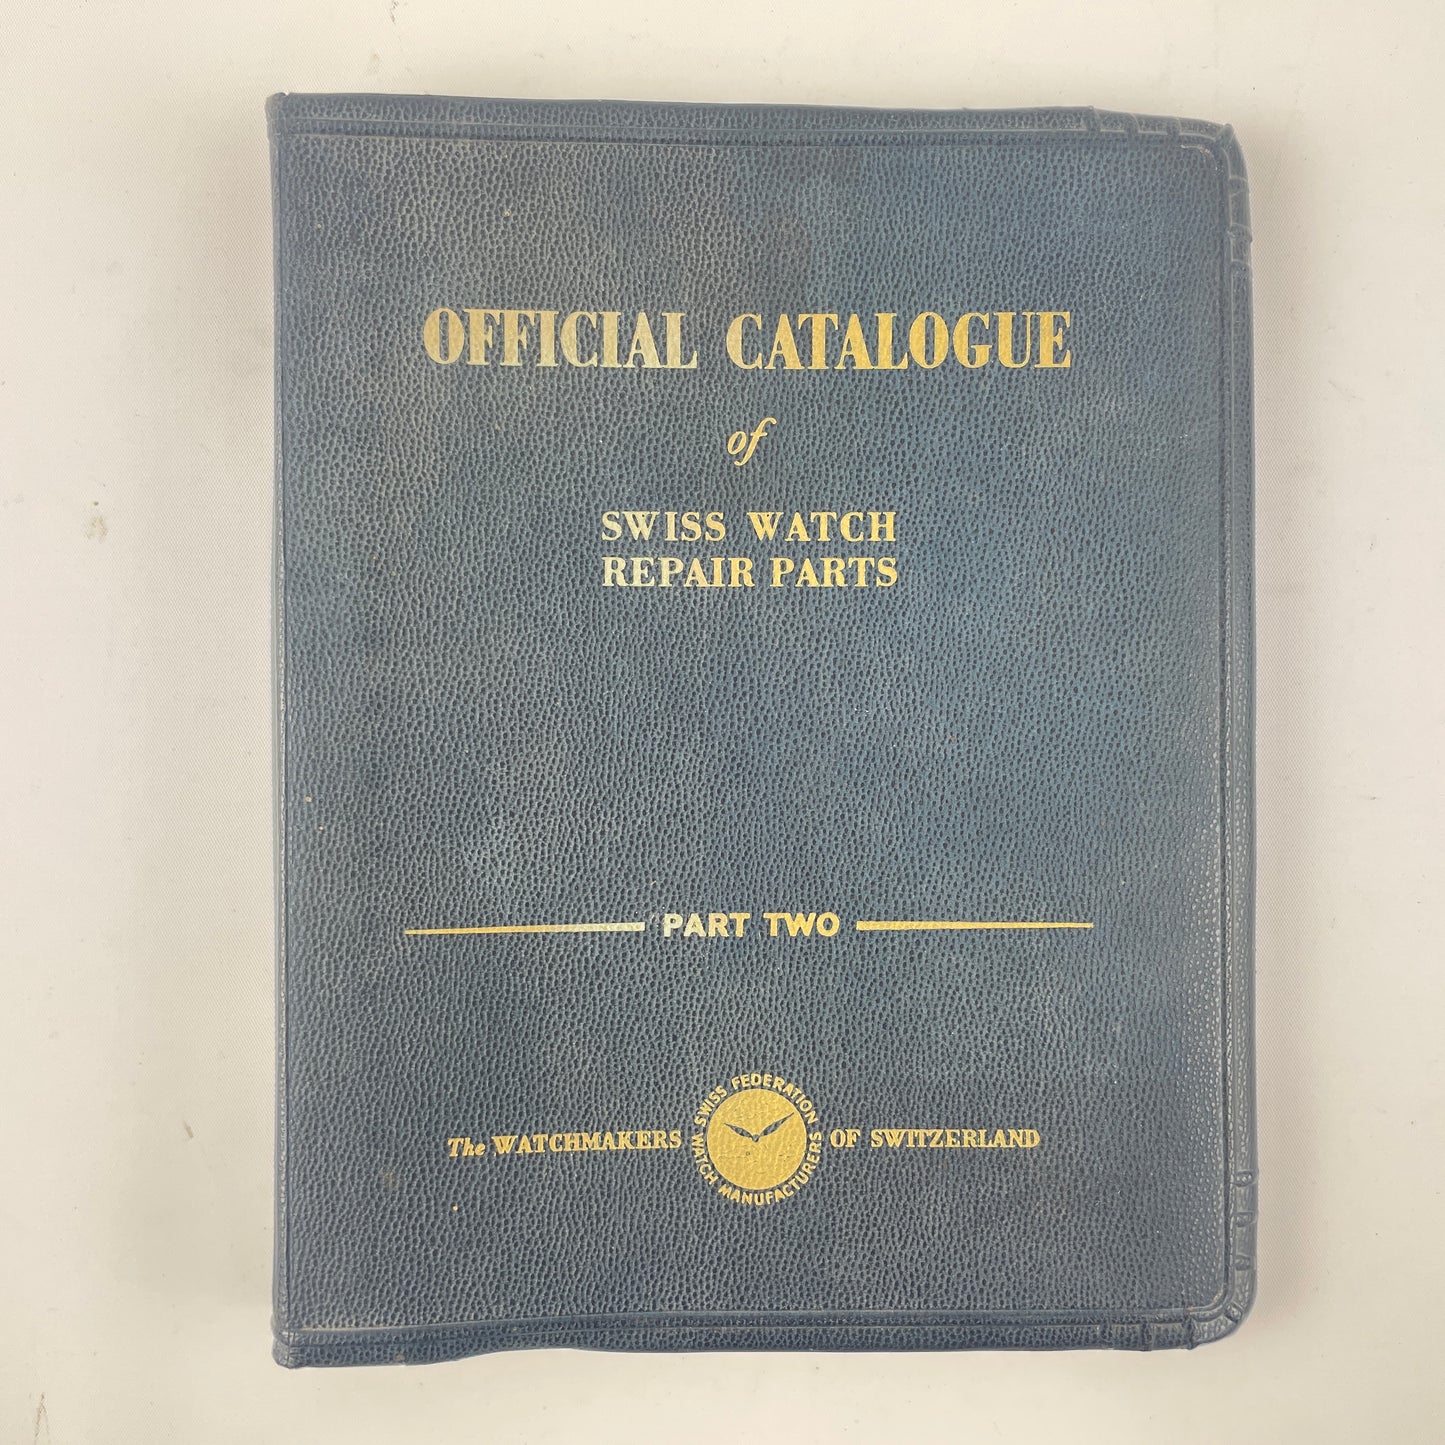 OFFICIAL CATALOGUE
of
SWISS WATCH
REPAIR PARTS
PART TWO
The WATCHMAKERS OF SWITZERLAND
SWISS FEDERATION
WATCH MANUFACTURERS